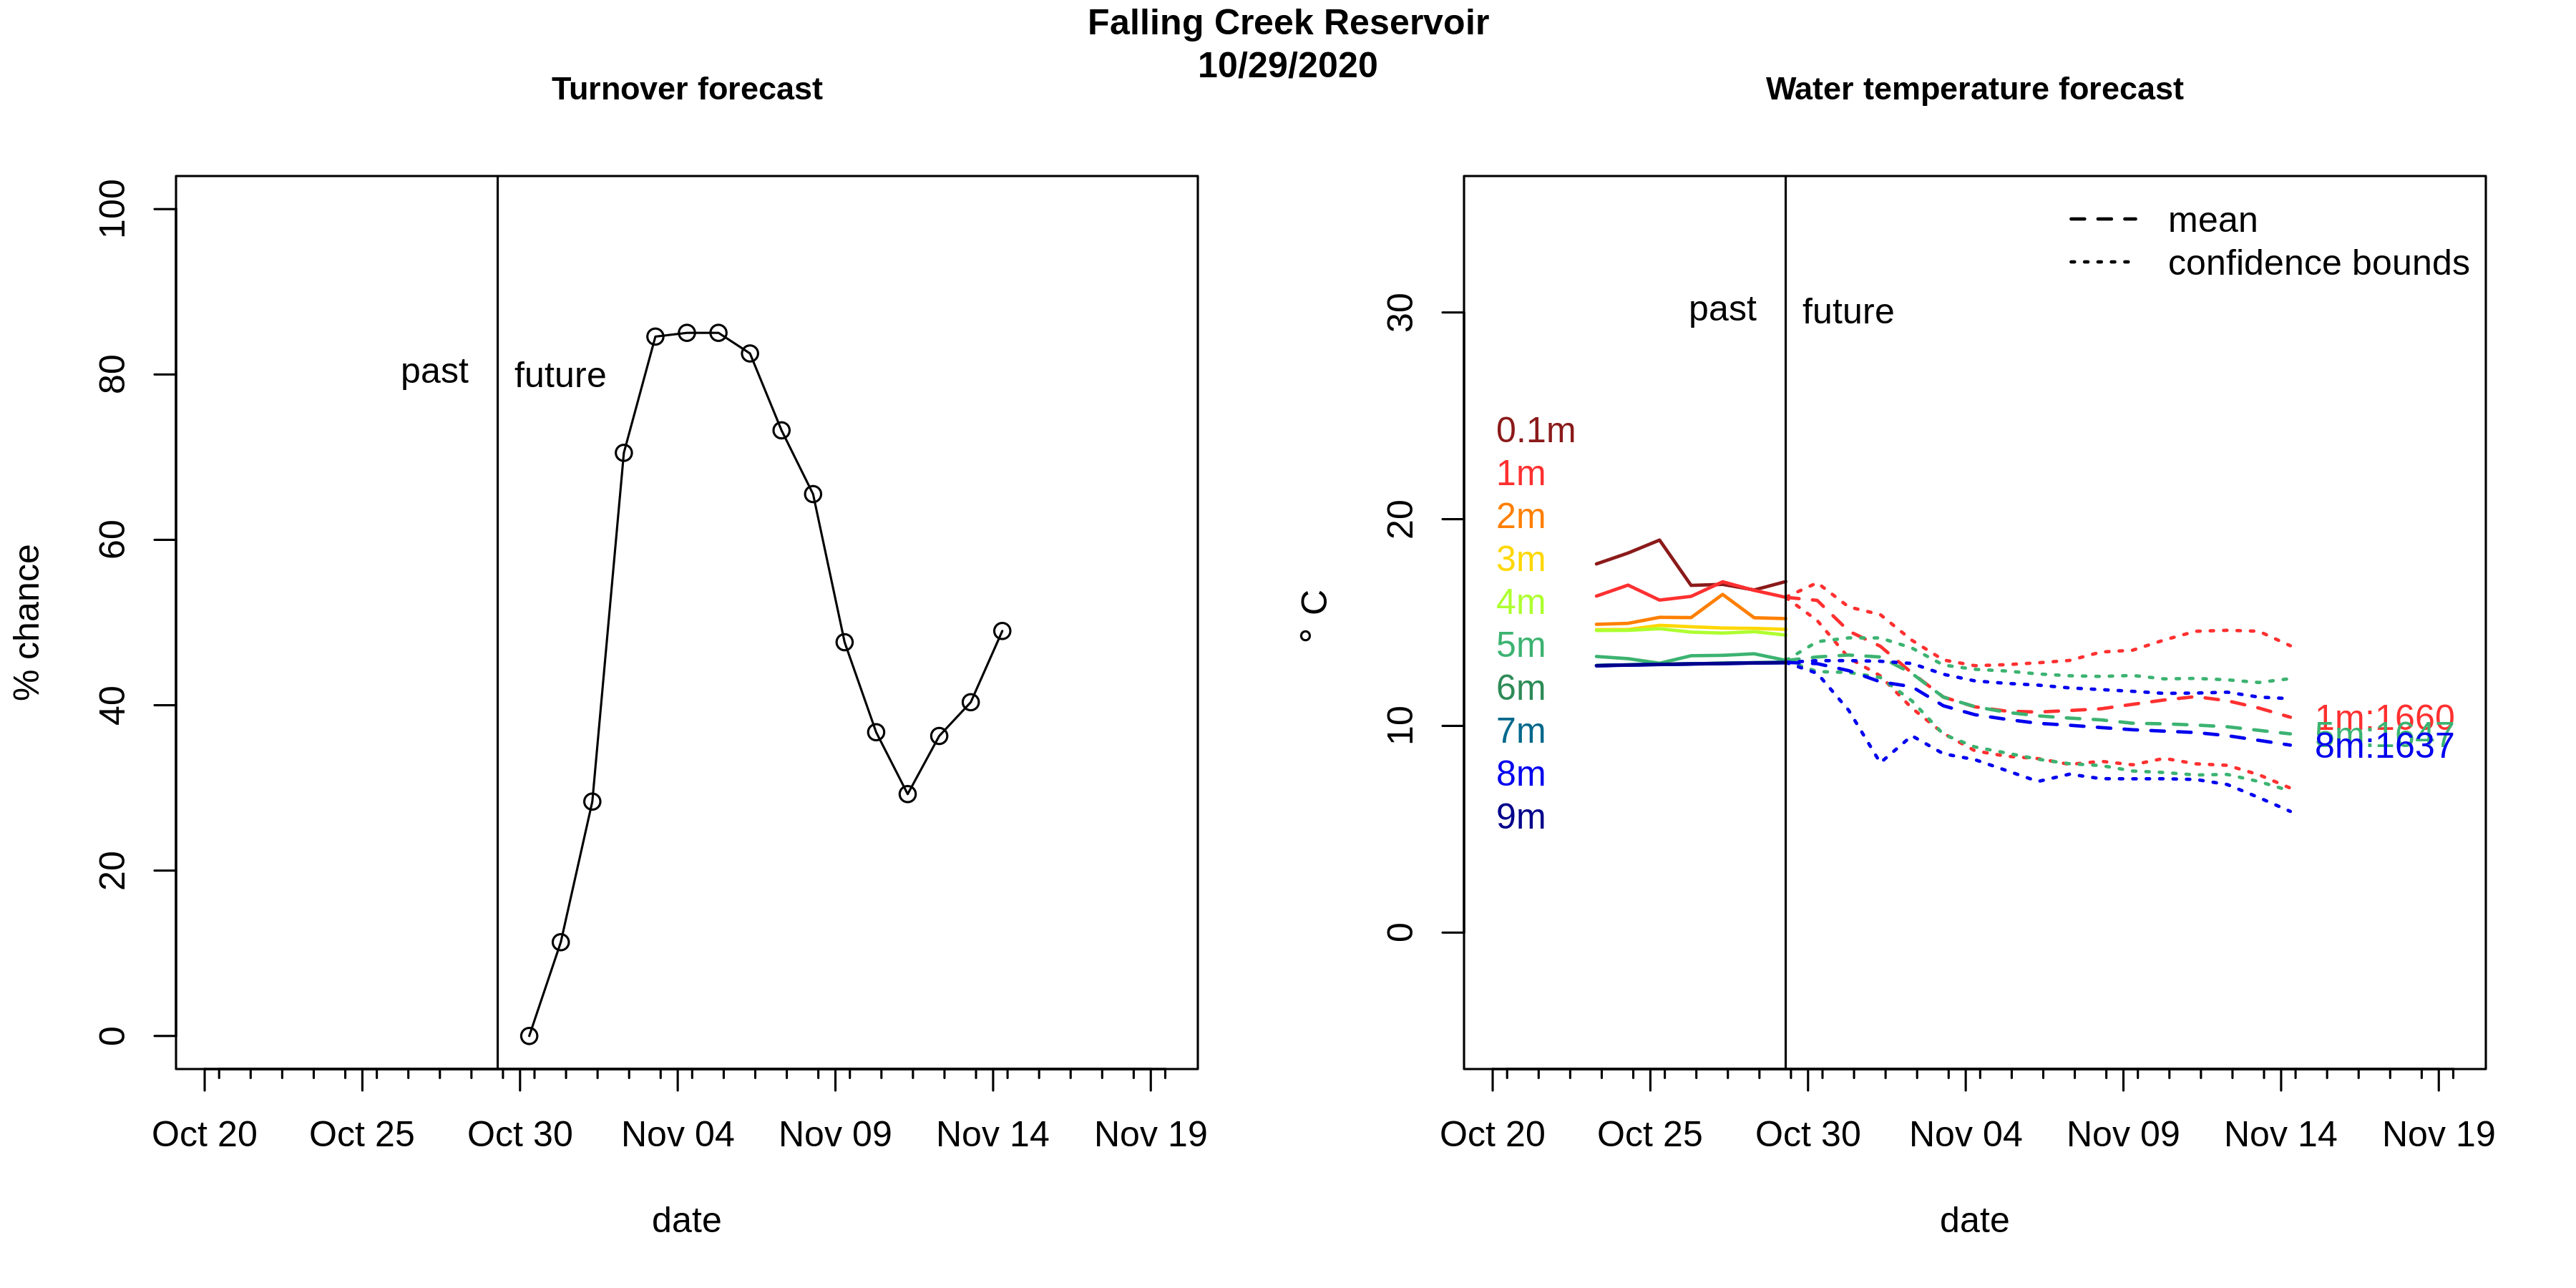 Falling Creek Reservoir
10/29/2020
Turnover forecast
% chance
100
80
60
40
20
0
past
future
Oct 20
Oct 25
Oct 30
Nov 04
Nov 09
Nov 14
Nov 19
date
Water temperature forecast
° C
30
20
10
0
mean
confidence bounds
past
future
0.1m
1m
2m
3m
4m
5m
6m
7m
8m
9m
1m:1660
8m:1637
Oct 20
Oct 25
Oct 30
Nov 04
Nov 09
Nov 14
Nov 19
date